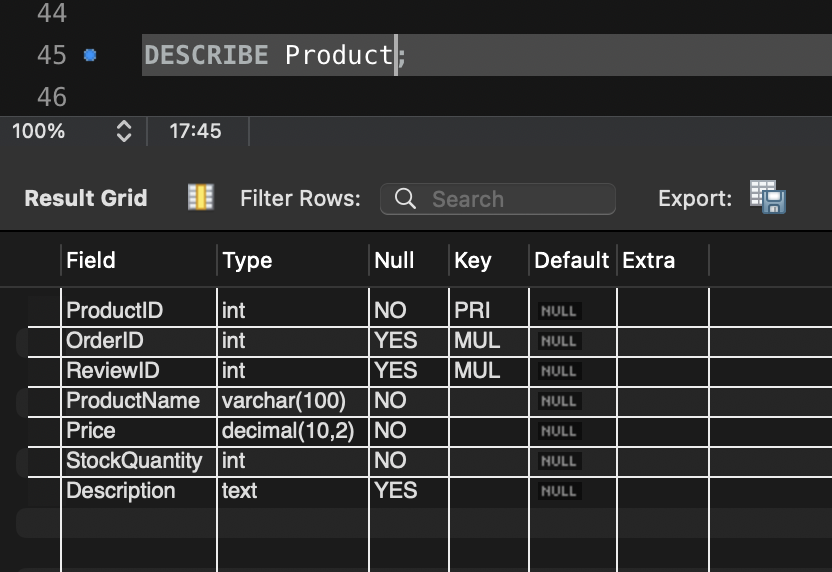 44
45 DESCRIBE Product;
46
100% 17:45
Result Grid Filter Rows: Search Export:
Field Type Null Key Default Extra
ProductID int NO PRI NULL
OrderID int YES MUL NULL
ReviewID int YES MUL NULL
ProductName varchar(100) NO NULL
Price decimal(10,2) NO NULL
StockQuantity int NO NULL
Description text YES NULL